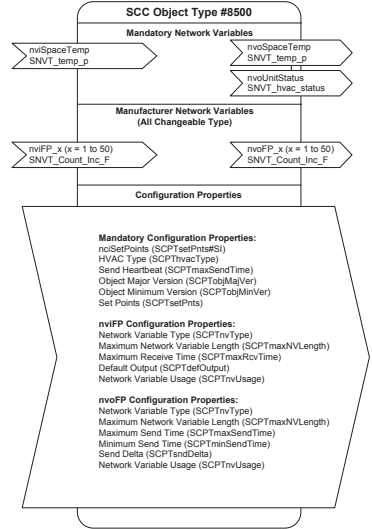 SCC Object Type #8500
Mandatory Network Variables
nviSpaceTemp
SNVT_temp_p
nvoSpaceTemp
SNVT_temp_p
nvoUnitStatus
SNVT_hvac_status
Manufacturer Network Variables
(All Changeable Type)
nviFP_x (x = 1 to 50)
SNVT_Count_Inc_F
nvoFP_x (x = 1 to 50)
SNVT_Count_Inc_F
Configuration Properties
Mandatory Configuration Properties:
nciSetPoints (SCPTsetPnts#SI)
HVAC Type (SCPThvacType)
Send Heartbeat (SCPTmaxSendTime)
Object Major Version (SCPTobjMajVer)
Object Minimum Version (SCPTobjMinVer)
Set Points (SCPTsetPnts)
nviFP Configuration Properties:
Network Variable Type (SCPTnvType)
Maximum Network Variable Length (SCPTmaxNVLength)
Maximum Receive Time (SCPTmaxRcvTime)
Default Output (SCPTdefOutput)
Network Variable Usage (SCPTnvUsage)
nvoFP Configuration Properties:
Network Variable Type (SCPTnvType)
Maximum Network Variable Length (SCPTmaxNVLength)
Maximum Send Time (SCPTmaxSendTime)
Minimum Send Time (SCPTminSendTime)
Send Delta (SCPTsndDelta)
Network Variable Usage (SCPTnvUsage)